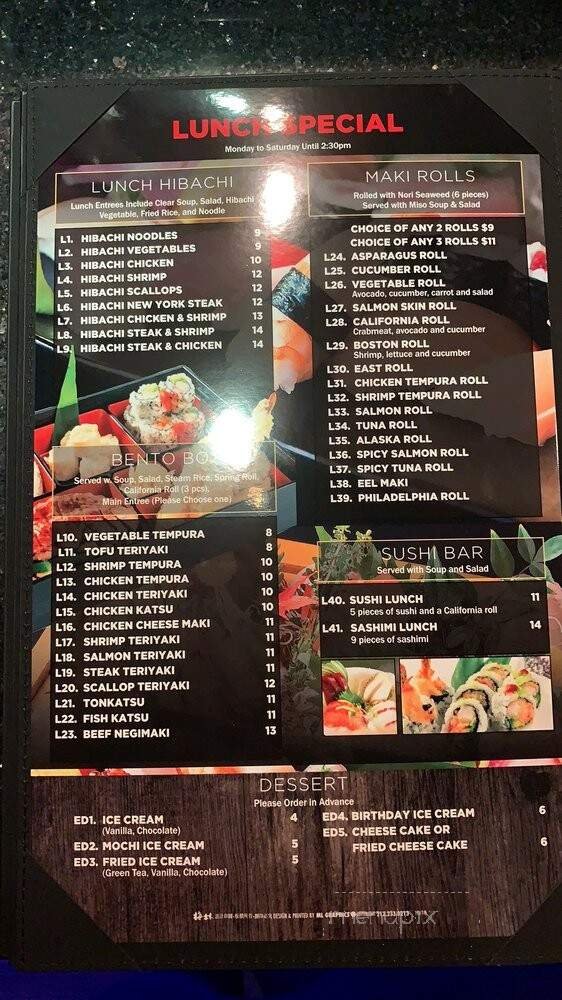 LUNCH SPECIAL
Monday to Saturday Until 2:30pm
LUNCH HIBACHI
Lunch Entrees Include Clear Soup, Salad, Hibachi
Vegetable, Fried Rice, and Noodle
L1. HIBACHI NOODLES 9
L2. HIBACHI VEGETABLES 9
L3. HIBACHI CHICKEN 10
L4. HIBACHI SHRIMP 12
L5. HIBACHI SCALLOPS 12
L6. HIBACHI NEW YORK STEAK 12
L7. HIBACHI CHICKEN & SHRIMP 13
L8. HIBACHI STEAK & SHRIMP 14
L9. HIBACHI STEAK & CHICKEN 14
BENTO BOX
Served w. Soup, Salad, Steam Rice, Spring Roll,
California Roll (3 pcs),
Main Entree (Please Choose one)
L10. VEGETABLE TEMPURA 8
L11. TOFU TERIYAKI 8
L12. SHRIMP TEMPURA 10
L13. CHICKEN TEMPURA 10
L14. CHICKEN TERIYAKI 10
L15. CHICKEN KATSU 10
L16. CHICKEN CHEESE MAKI 11
L17. SHRIMP TERIYAKI 11
L18. SALMON TERIYAKI 11
L19. STEAK TERIYAKI 11
L20. SCALLOP TERIYAKI 12
L21. TONKATSU 11
L22. FISH KATSU 11
L23. BEEF NEGIMAKI 13
MAKI ROLLS
Rolled with Nori Seaweed (6 pieces)
Served with Miso Soup & Salad
CHOICE OF ANY 2 ROLLS $9
CHOICE OF ANY 3 ROLLS $11
L24. ASPARAGUS ROLL
L25. CUCUMBER ROLL
L26. VEGETABLE ROLL
Avocado, cucumber, carrot and salad
L27. SALMON SKIN ROLL
L28. CALIFORNIA ROLL
Crabmeat, avocado and cucumber
L29. BOSTON ROLL
Shrimp, lettuce and cucumber
L30. EAST ROLL
L31. CHICKEN TEMPURA ROLL
L32. SHRIMP TEMPURA ROLL
L33. SALMON ROLL
L34. TUNA ROLL
L35. ALASKA ROLL
L36. SPICY SALMON ROLL
L37. SPICY TUNA ROLL
L38. EEL MAKI
L39. PHILADELPHIA ROLL
SUSHI BAR
Served with Soup and Salad
L40. SUSHI LUNCH 11
5 pieces of sushi and a California roll
L41. SASHIMI LUNCH 14
9 pieces of sashimi
DESSERT
Please Order in Advance
ED1. ICE CREAM 4
(Vanilla, Chocolate)
ED2. MOCHI ICE CREAM 5
ED3. FRIED ICE CREAM 5
(Green Tea, Vanilla, Chocolate)
ED4. BIRTHDAY ICE CREAM 6
ED5. CHEESE CAKE OR
FRIED CHEESE CAKE 6
DESIGN & PRINTED BY ML GRAPHICS
menupix